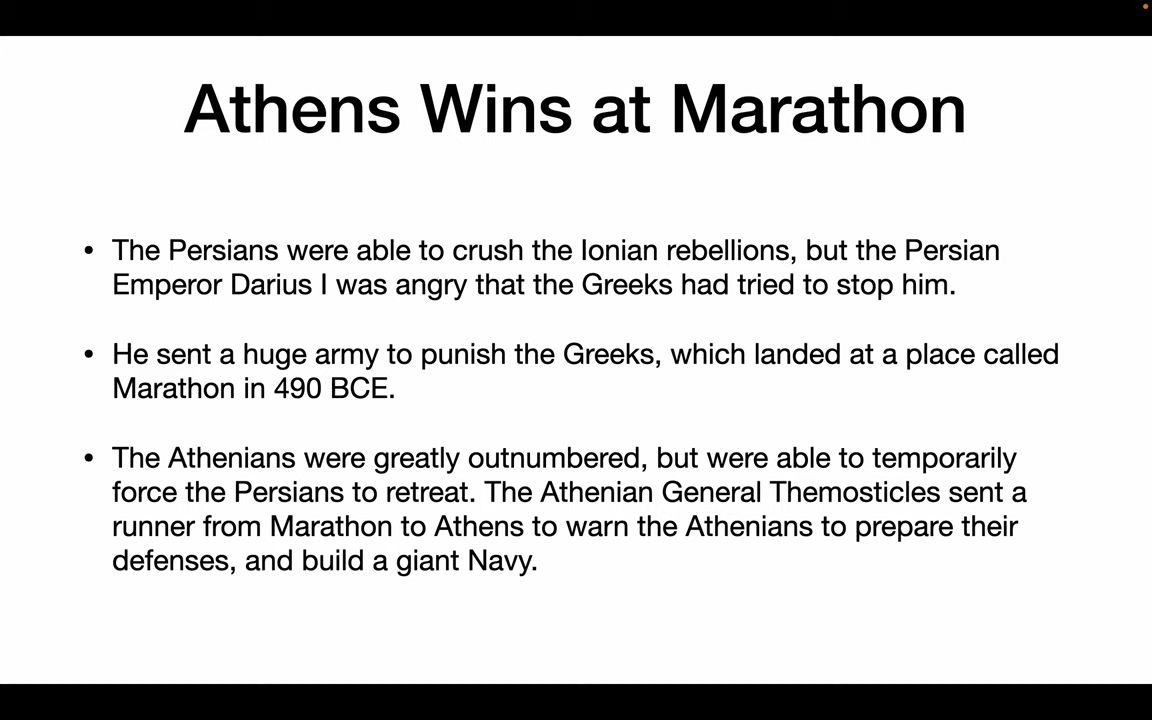 Athens Wins at Marathon
• The Persians were able to crush the Ionian rebellions, but the Persian
Emperor Darius I was angry that the Greeks had tried to stop him.
• He sent a huge army to punish the Greeks, which landed at a place called
Marathon in 490 BCE.
• The Athenians were greatly outnumbered, but were able to temporarily
force the Persians to retreat. The Athenian General Themosticles sent a
runner from Marathon to Athens to warn the Athenians to prepare their
defenses, and build a giant Navy.